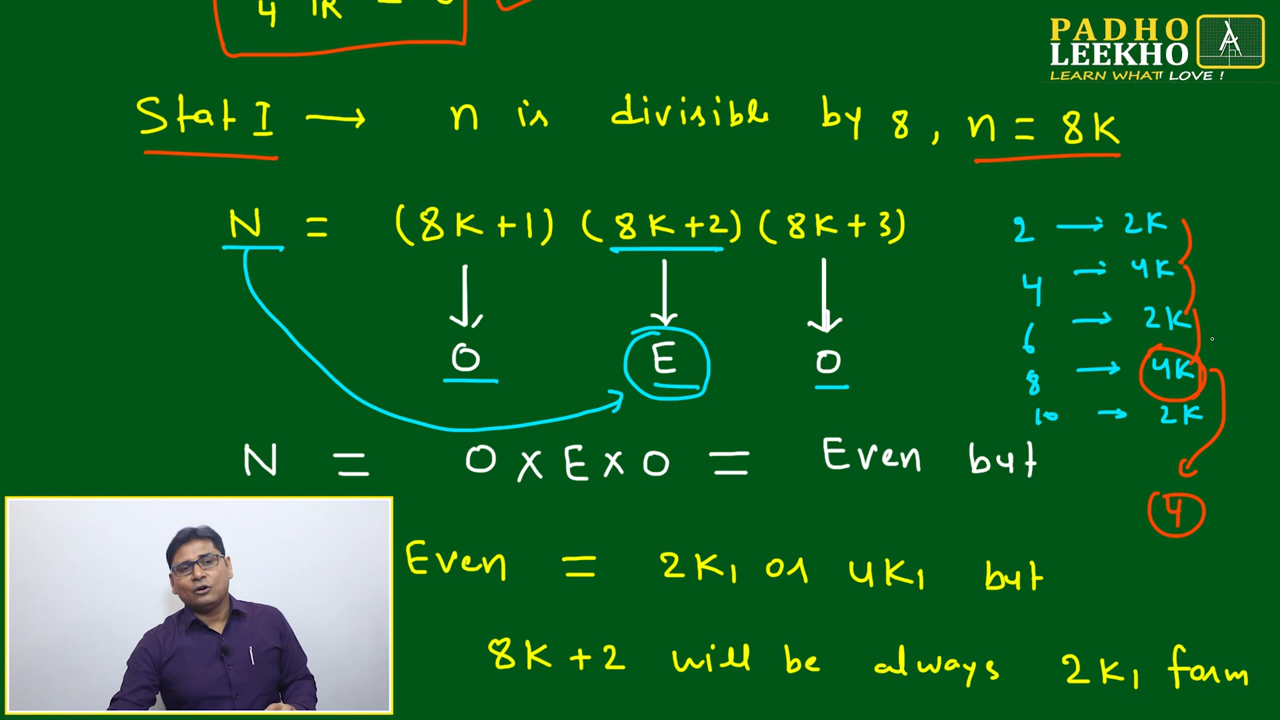 4
PADHO
LEEKHO
LEARN WHAT I LOVE !
Stat I → n is divisible by 8, n = 8K
N = (8K+1) (8K+2) (8K+3)
O E O
N = O X E X O = Even but
Even = 2K1 or 4K1 but
8K+2 will be always 2K1 form
2 → 2K
4 → 4K
6 → 2K
8 → 4K
10 → 2K
4